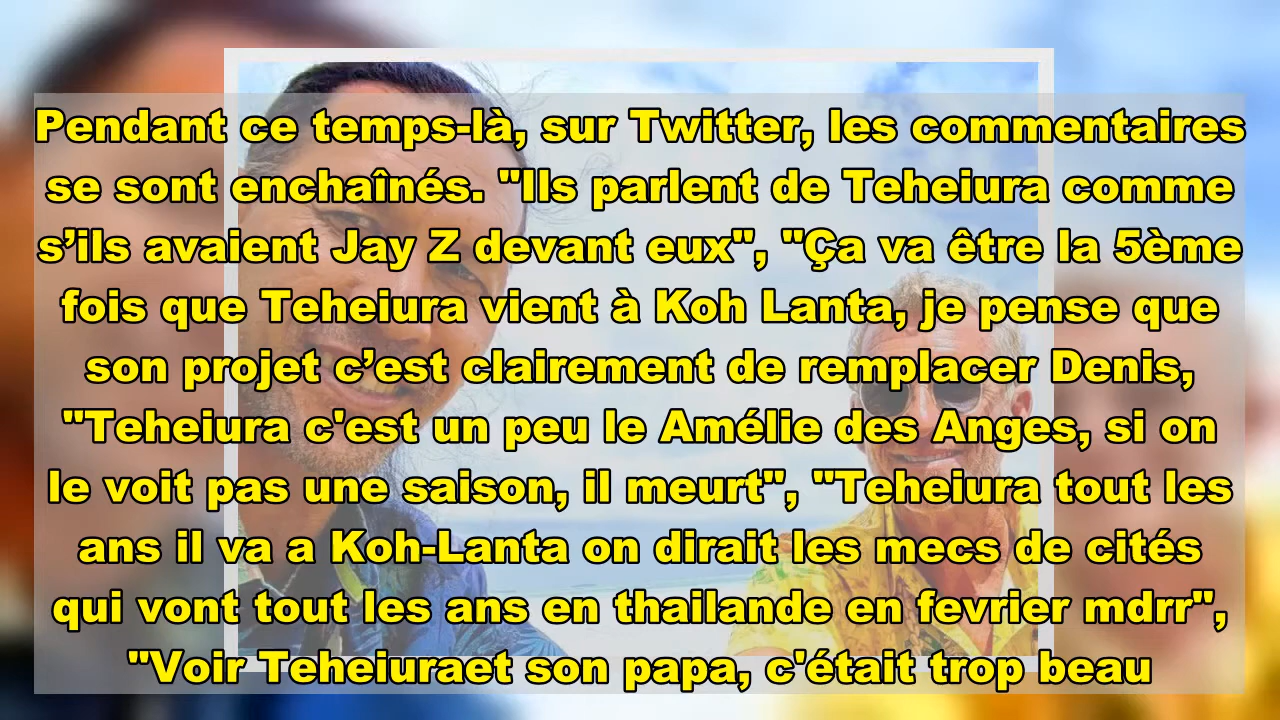 Pendant ce temps-là, sur Twitter, les commentaires
se sont enchaînés. "Ils parlent de Teheiura comme
s’ils avaient Jay Z devant eux", "Ça va être la 5ème
fois que Teheiura vient à Koh Lanta, je pense que
son projet c’est clairement de remplacer Denis,
"Teheiura c'est un peu le Amélie des Anges, si on
le voit pas une saison, il meurt", "Teheiura tout les
ans il va a Koh-Lanta on dirait les mecs de cités
qui vont tout les ans en thailande en fevrier mdrr",
"Voir Teheiuraet son papa, c'était trop beau